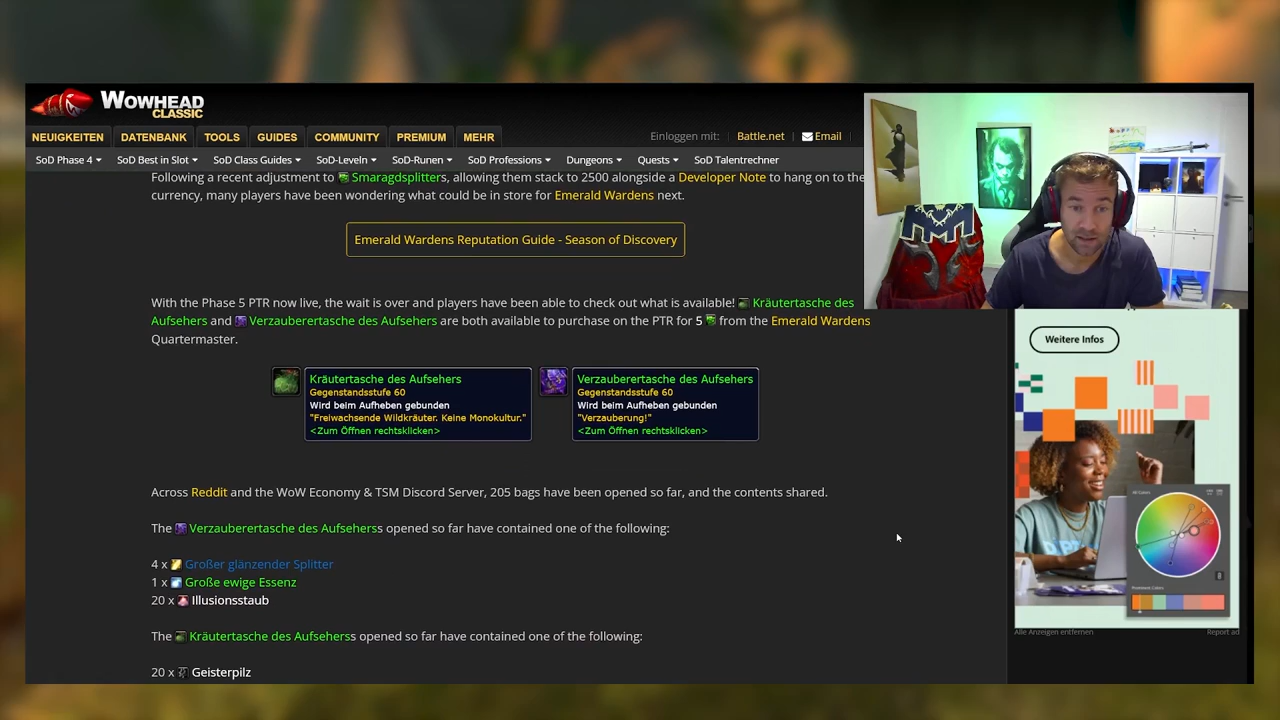 WOWHEAD
CLASSIC
NEUIGKEITEN DATENBANK TOOLS GUIDES COMMUNITY PREMIUM MEHR Einloggen mit: Battle.net Email
SoD Phase 4 SoD Best in Slot SoD Class Guides SoD-Leveln SoD-Runen SoD Professions Dungeons Quests SoD Talentrechner
Following a recent adjustment to Smaragdsplitters, allowing them stack to 2500 alongside a Developer Note to hang on to the
currency, many players have been wondering what could be in store for Emerald Wardens next.
Emerald Wardens Reputation Guide - Season of Discovery
With the Phase 5 PTR now live, the wait is over and players have been able to check out what is available! Kräutertasche des
Aufsehers and Verzauberertasche des Aufsehers are both available to purchase on the PTR for 5 from the Emerald Wardens
Quartermaster.
Kräutertasche des Aufsehers
Gegenstandsstufe 60
Wird beim Aufheben gebunden
"Freiwachsende Wildkräuter. Keine Monokultur."
<Zum Öffnen rechtsklicken>
Verzauberertasche des Aufsehers
Gegenstandsstufe 60
Wird beim Aufheben gebunden
"Verzauberung!"
<Zum Öffnen rechtsklicken>
Across Reddit and the WoW Economy & TSM Discord Server, 205 bags have been opened so far, and the contents shared.
The Verzauberertasche des Aufseherss opened so far have contained one of the following:
4 x Großer glänzender Splitter
1 x Große ewige Essenz
20 x Illusionsstaub
The Kräutertasche des Aufseherss opened so far have contained one of the following:
20 x Geisterpilz
Weitere Infos
Alle Anzeigen entfernen Report ad